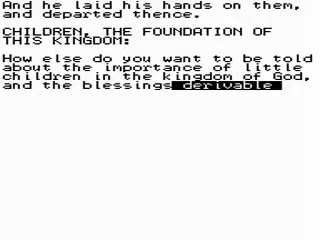 And he laid his hands on them,
and departed thence.
CHILDREN, THE FOUNDATION OF
THIS KINGDOM:
How else do you want to be told
about the importance of little
children in the kingdom of God,
and the blessings derivable